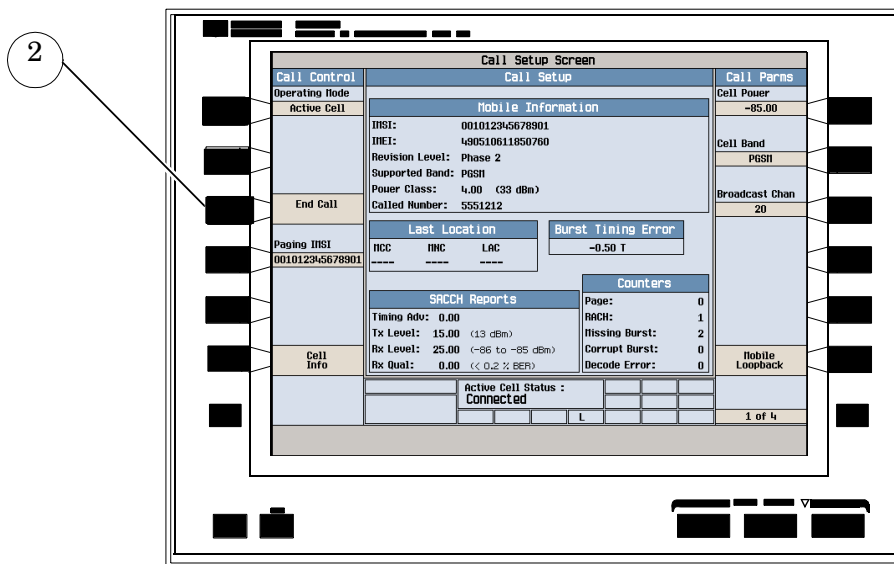 2
Call Setup Screen
Call Control
Call Setup
Call Parms
Operating Mode
Active Cell
End Call
Paging IMSI
001012345678901
Cell
Info
Mobile Information
IMSI: 001012345678901
IMEI: 490510611850760
Revision Level: Phase 2
Supported Band: PGSM
Power Class: 4.00 (33 dBm)
Called Number: 5551212
Last Location
MCC MNC LAC
---- ---- ----
Burst Timing Error
-0.50 T
SACCH Reports
Timing Adv: 0.00
Tx Level: 15.00 (13 dBm)
Rx Level: 25.00 (-86 to -85 dBm)
Rx Qual: 0.00 (< 0.2 % BER)
Counters
Page: 0
RACH: 1
Missing Burst: 2
Corrupt Burst: 0
Decode Error: 0
Active Cell Status :
Connected
L
Cell Power
-85.00
Cell Band
PGSM
Broadcast Chan
20
Mobile
Loopback
1 of 4